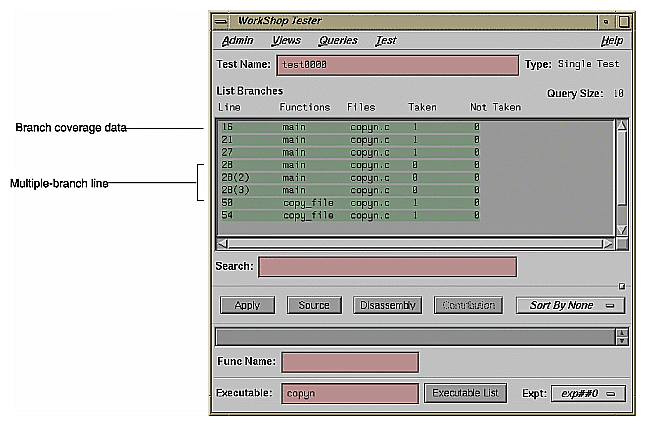 WorkShop Tester
Admin Views Queries Test Help
Test Name: test0000 Type: Single Test
List Branches Query Size: 10
Line Functions Files Taken Not Taken
Branch coverage data
16 main copyn.c 1 0
21 main copyn.c 1 0
27 main copyn.c 1 0
28 main copyn.c 0 0
Multiple-branch line
28(2) main copyn.c 0 0
28(3) main copyn.c 0 0
50 copy_file copyn.c 1 0
54 copy_file copyn.c 1 0
Search:
Apply Source Disassembly Contribution Sort By None
Func Name:
Executable: copyn Executable List Expt: exp##0